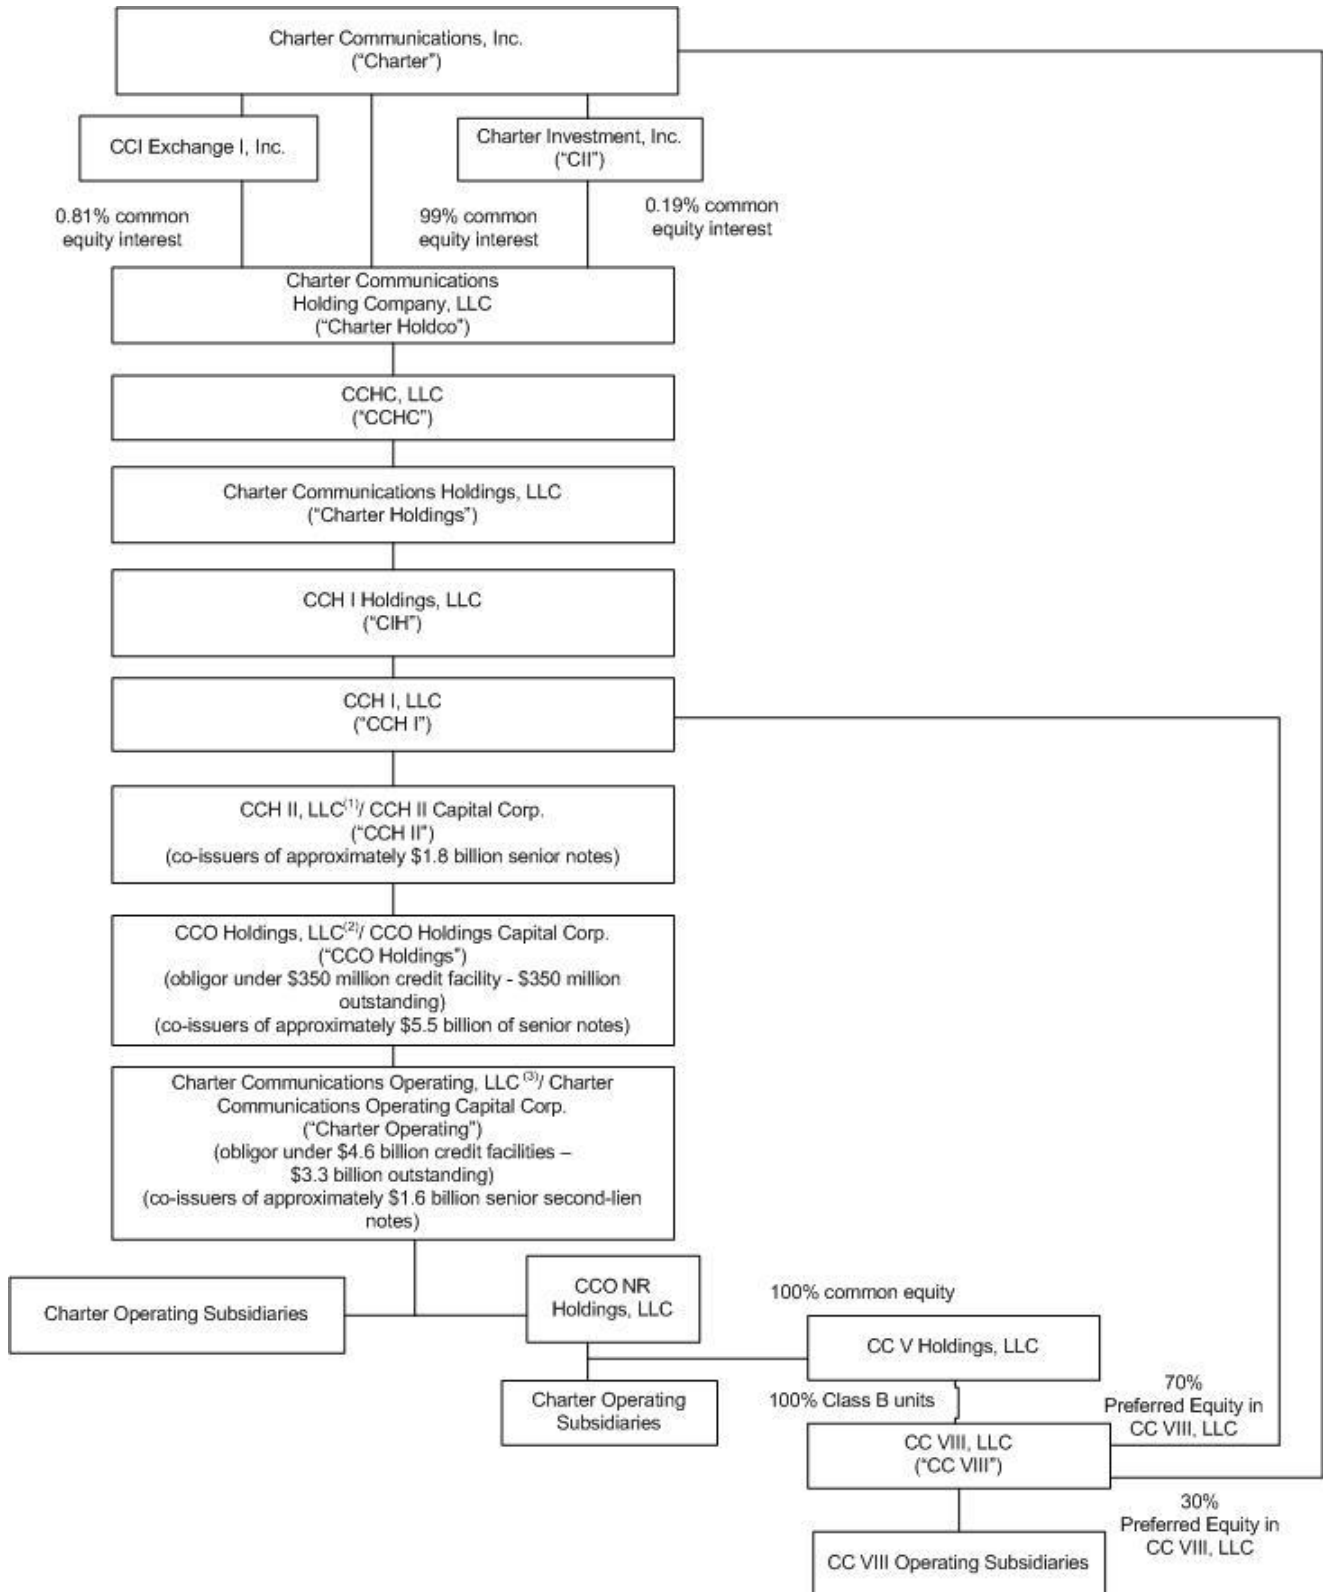 Charter Communications, Inc.
(“Charter”)
CCI Exchange I, Inc.
Charter Investment, Inc.
(“CII”)
0.81% common
equity interest
99% common
equity interest
0.19% common
equity interest
Charter Communications
Holding Company, LLC
(“Charter Holdco”)
CCHC, LLC
(“CCHC”)
Charter Communications Holdings, LLC
(“Charter Holdings”)
CCH I Holdings, LLC
(“CIH”)
CCH I, LLC
(“CCH I”)
CCH II, LLC(1)/ CCH II Capital Corp.
(“CCH II”)
(co-issuers of approximately $1.8 billion senior notes)
CCO Holdings, LLC(2)/ CCO Holdings Capital Corp.
(“CCO Holdings”)
(obligor under $350 million credit facility - $350 million
outstanding)
(co-issuers of approximately $5.5 billion of senior notes)
Charter Communications Operating, LLC (3)/ Charter
Communications Operating Capital Corp.
(“Charter Operating”)
(obligor under $4.6 billion credit facilities –
$3.3 billion outstanding)
(co-issuers of approximately $1.6 billion senior second-lien
notes)
Charter Operating Subsidiaries
CCO NR
Holdings, LLC
Charter Operating
Subsidiaries
100% common equity
CC V Holdings, LLC
100% Class B units
70%
Preferred Equity in
CC VIII, LLC
CC VIII, LLC
(“CC VIII”)
30%
Preferred Equity in
CC VIII, LLC
CC VIII Operating Subsidiaries